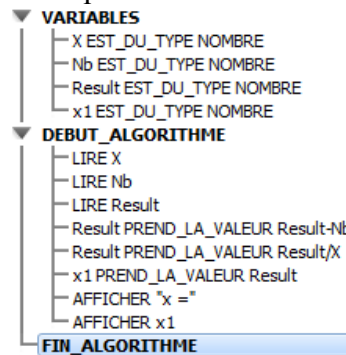 VARIABLES
X EST_DU_TYPE NOMBRE
Nb EST_DU_TYPE NOMBRE
Result EST_DU_TYPE NOMBRE
x1 EST_DU_TYPE NOMBRE
DEBUT_ALGORITHME
LIRE X
LIRE Nb
LIRE Result
Result PREND_LA_VALEUR Result-Nb
Result PREND_LA_VALEUR Result/X
x1 PREND_LA_VALEUR Result
AFFICHER "x ="
AFFICHER x1
FIN_ALGORITHME